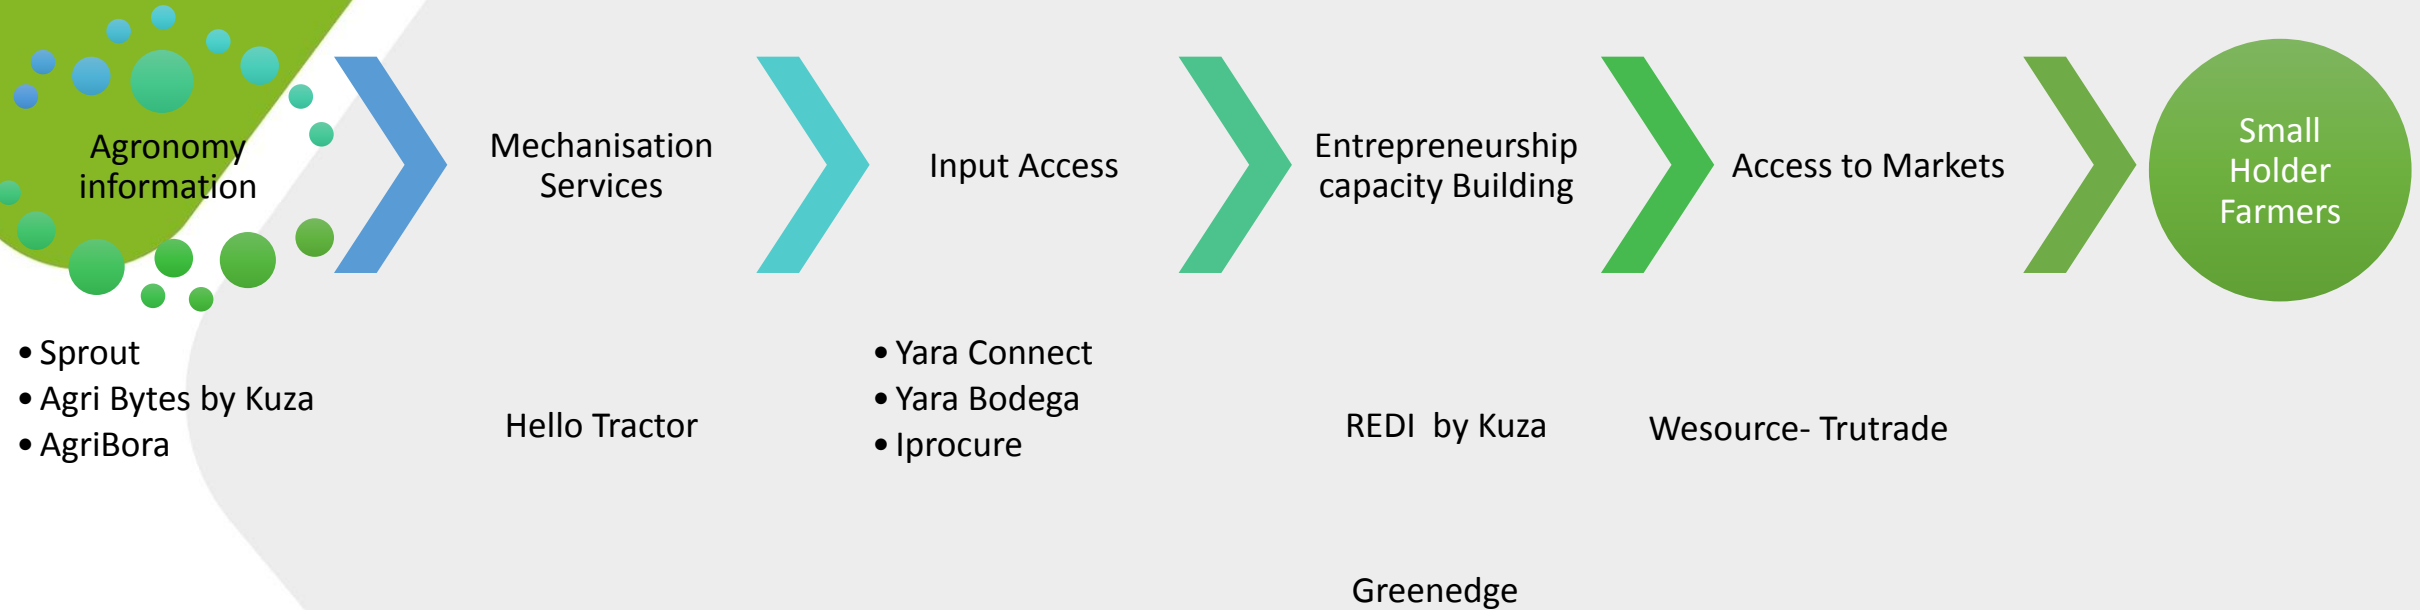 Agronomy
information
Mechanisation
Services
Input Access
Entrepreneurship
capacity Building
Access to Markets
Small
Holder
Farmers
• Sprout
• Agri Bytes by Kuza
• AgriBora
Hello Tractor
• Yara Connect
• Yara Bodega
• Iprocure
REDI by Kuza
Wesource- Trutrade
Greenedge